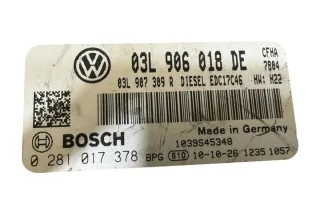 03L 906 018 DE CFHA
7804
03L 907 309 R DIESEL EDC17C46 HW: H22
BOSCH
Made in Germany
1039S45348
0 281 017 378 BPG 810 10-10-26 1235 1057